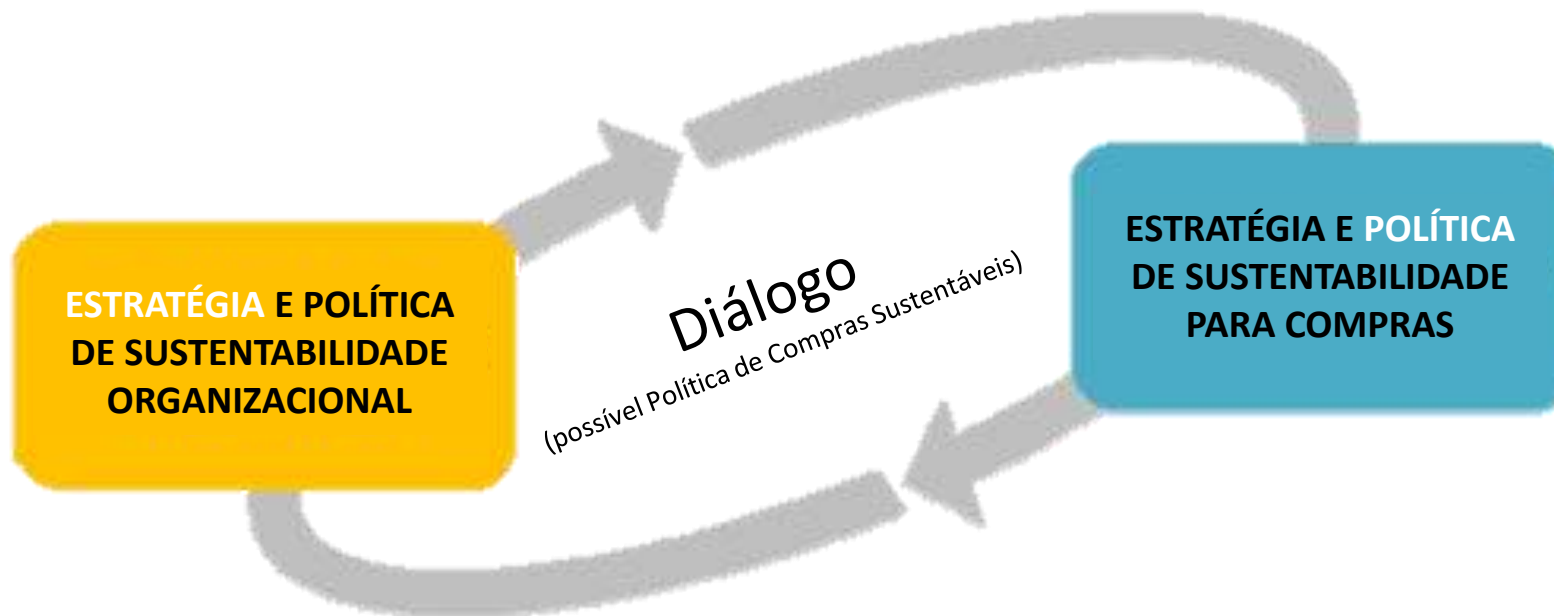 ESTRATÉGIA E POLÍTICA
DE SUSTENTABILIDADE
ORGANIZACIONAL
Diálogo
(possível Política de Compras Sustentáveis)
ESTRATÉGIA E POLÍTICA
DE SUSTENTABILIDADE
PARA COMPRAS